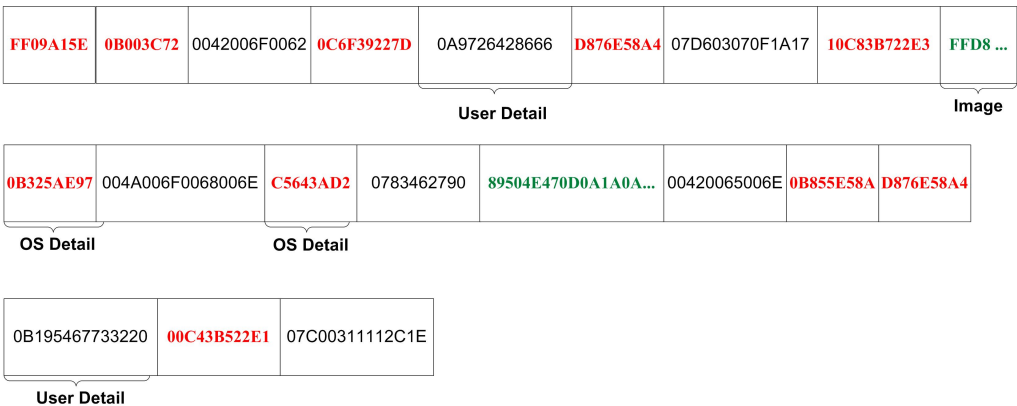 FF09A15E 0B003C72 0042006F0062 0C6F39227D 0A9726428666 D876E58A4 07D603070F1A17 10C83B722E3 FFD8 ...
User Detail Image
0B325AE97 004A006F0068006E C5643AD2 0783462790 89504E470D0A1A0A... 00420065006E 0B855E58A D876E58A4
OS Detail OS Detail
0B195467733220 00C43B522E1 07C00311112C1E
User Detail